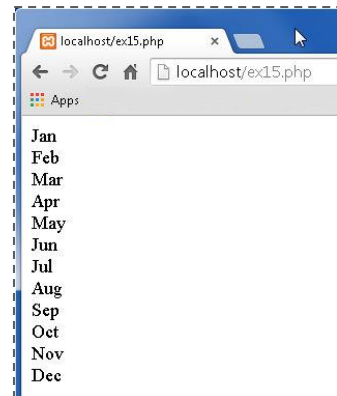 localhost/ex15.php ×
localhost/ex15.php
Apps
Jan
Feb
Mar
Apr
May
Jun
Jul
Aug
Sep
Oct
Nov
Dec